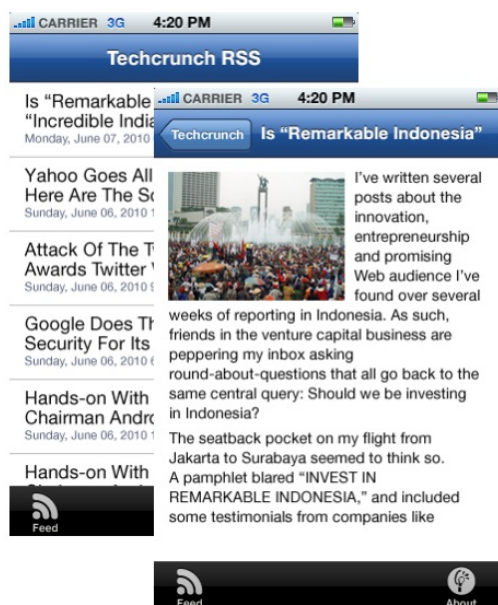 CARRIER 3G 4:20 PM
Techcrunch RSS
Is “Remarkable
“Incredible India
Monday, June 07, 2010
Yahoo Goes All
Here Are The
Sunday, June 06, 2010 1
Attack Of The
Awards Twitter
Sunday, June 06, 2010 9
Google Does
Security For Its
Sunday, June 06, 2010 6
Hands-on With
Chairman
Sunday, June 06, 2010 1
Hands-on With
Feed
CARRIER 3G 4:20 PM
Techcrunch
Is “Remarkable Indonesia”
I’ve written several
posts about the
innovation,
entrepreneurship
and promising
Web audience I’ve
found over several
weeks of reporting in Indonesia. As such,
friends in the venture capital business are
peppering my inbox asking
round-about-questions that all go back to the
same central query: Should we be investing
in Indonesia?
The seatback pocket on my flight from
Jakarta to Surabaya seemed to think so.
A pamphlet blared “INVEST IN
REMARKABLE INDONESIA,” and included
some testimonials from companies like
Feed
About